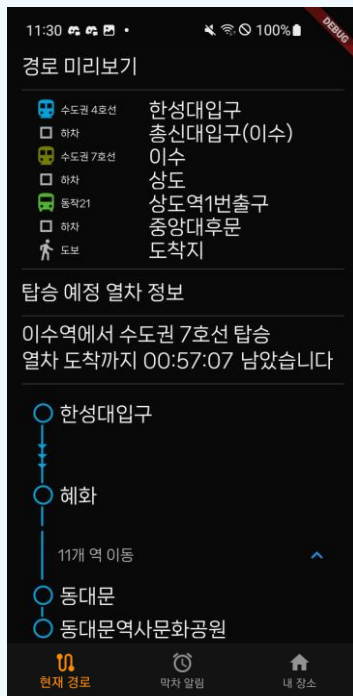 11:30 100%
DEBUG
경로 미리보기
수도권 4호선 한성대입구
하차 총신대입구(이수)
수도권 7호선 이수
하차 상도
동작21 상도역1번출구
하차 중앙대후문
도보 도착지
탑승 예정 열차 정보
이수역에서 수도권 7호선 탑승
열차 도착까지 00:57:07 남았습니다
한성대입구
혜화
11개 역 이동
동대문
동대문역사문화공원
현재 경로 막차 알림 내 장소